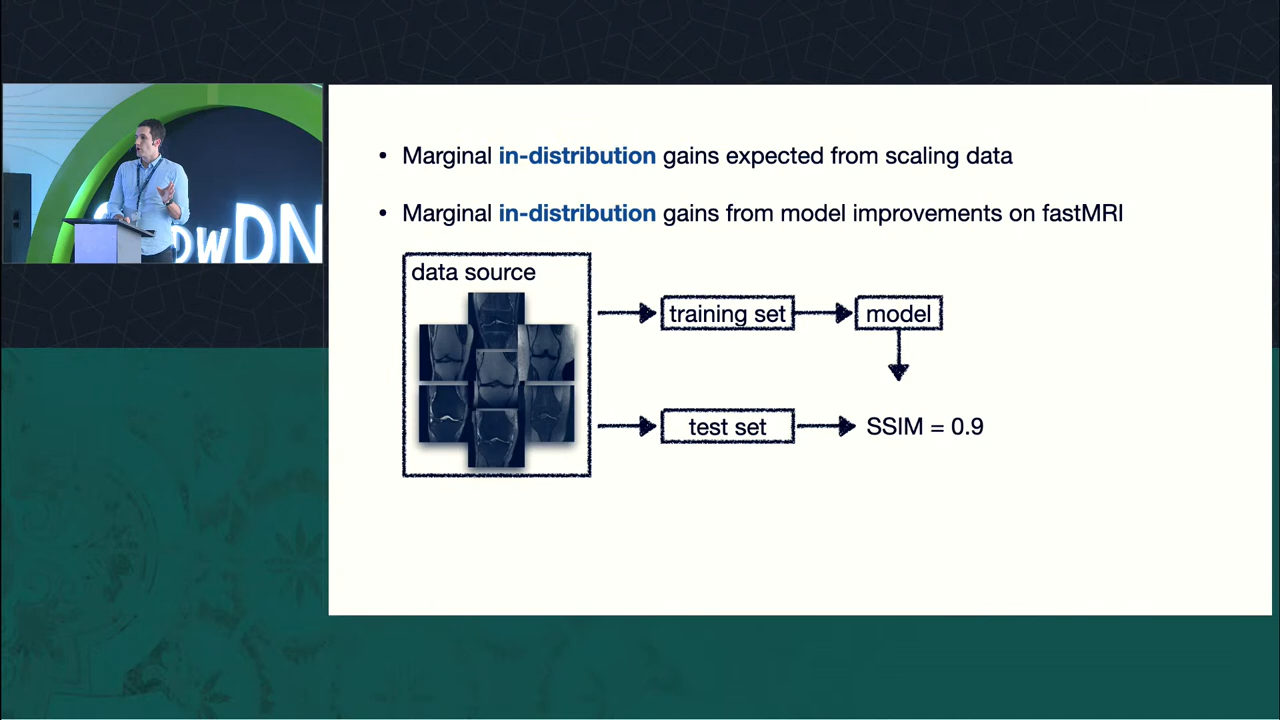 • Marginal in-distribution gains expected from scaling data
• Marginal in-distribution gains from model improvements on fastMRI
data source
training set
model
test set
SSIM = 0.9